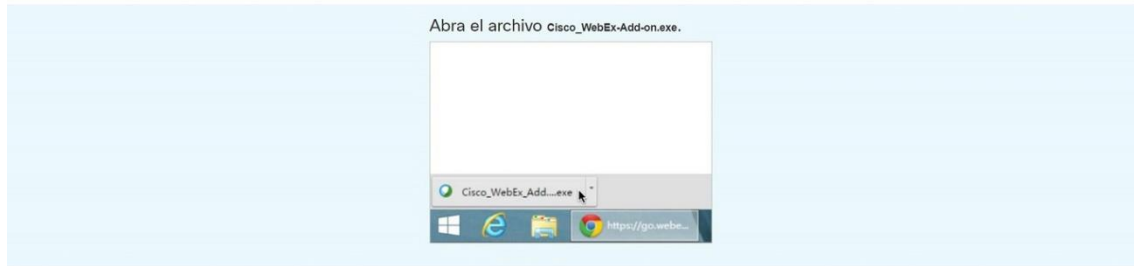 Abra el archivo Cisco_WebEx-Add-on.exe.
Cisco_WebEx_Add....exe
https://go.webe...